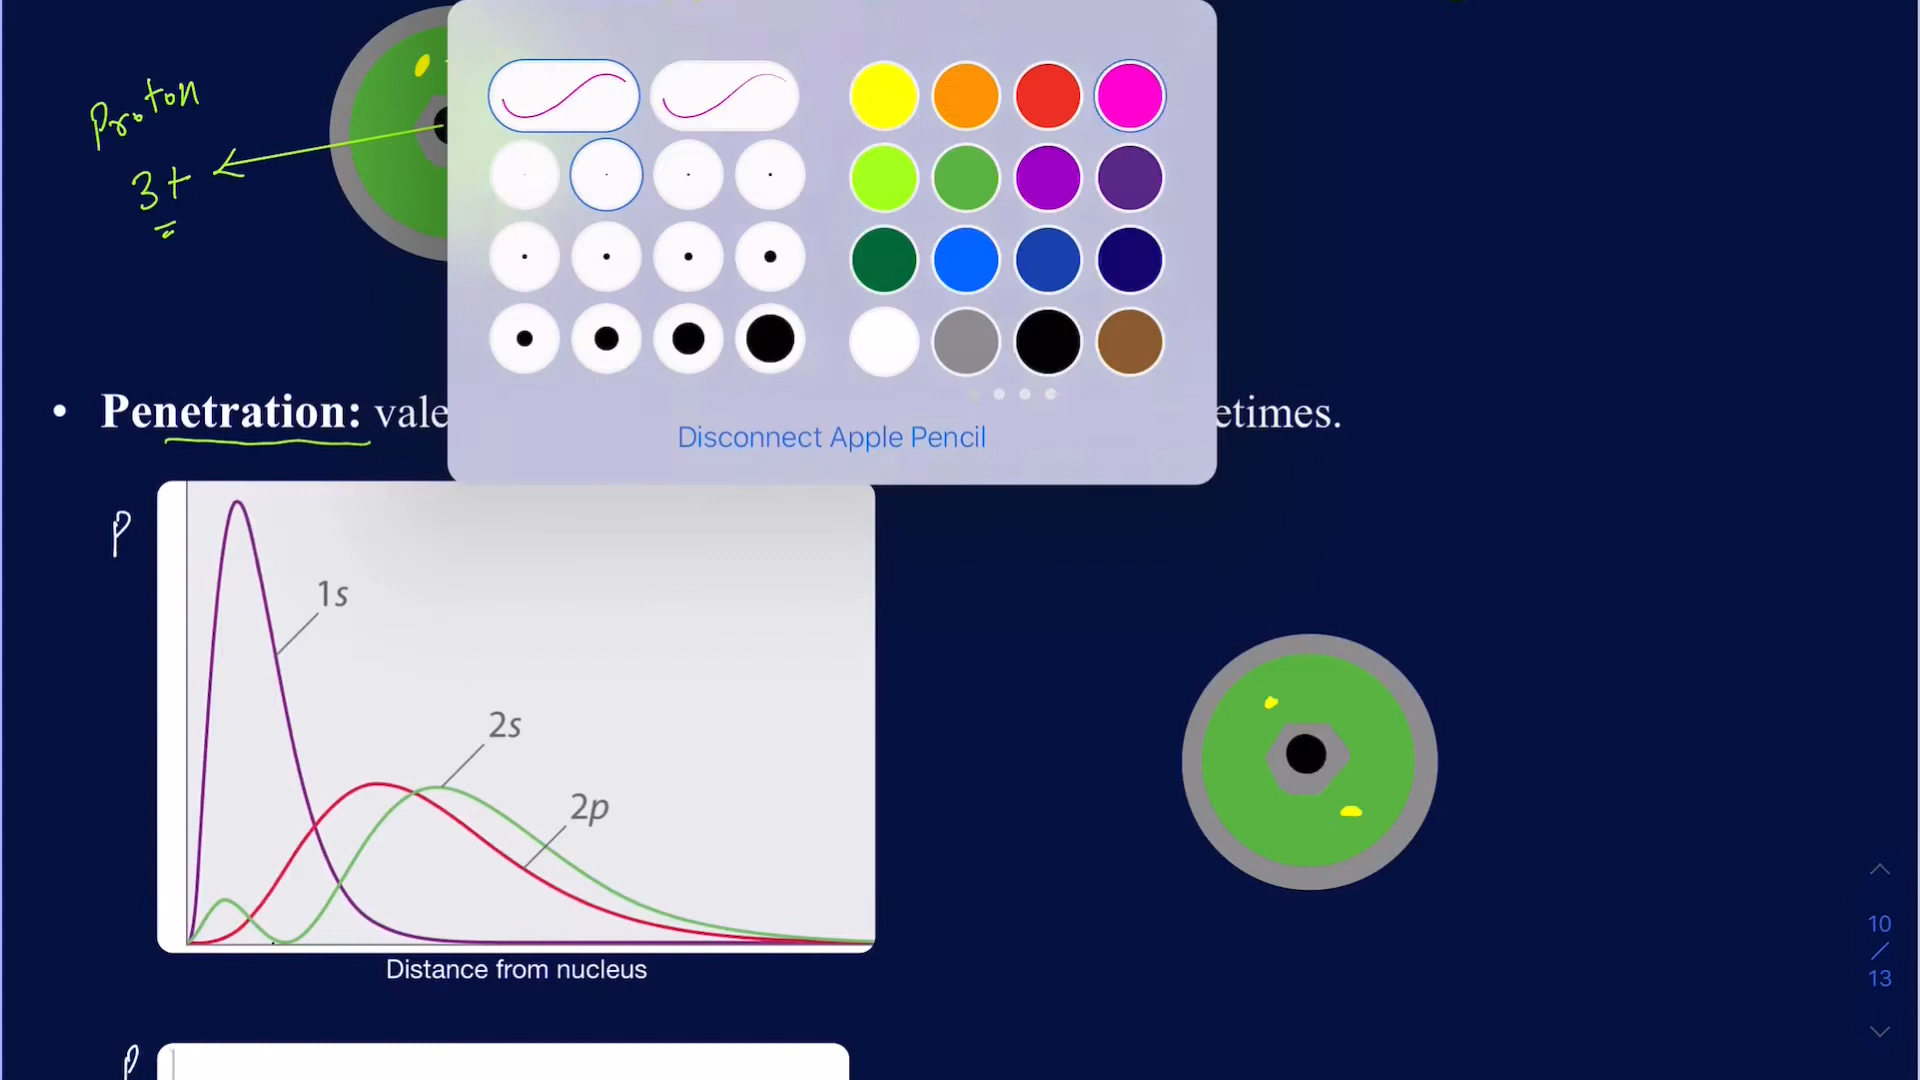 Proton
3+
• Penetration: vale
etimes.
Disconnect Apple Pencil
P
1s
2s
2p
Distance from nucleus
10
/
13
P